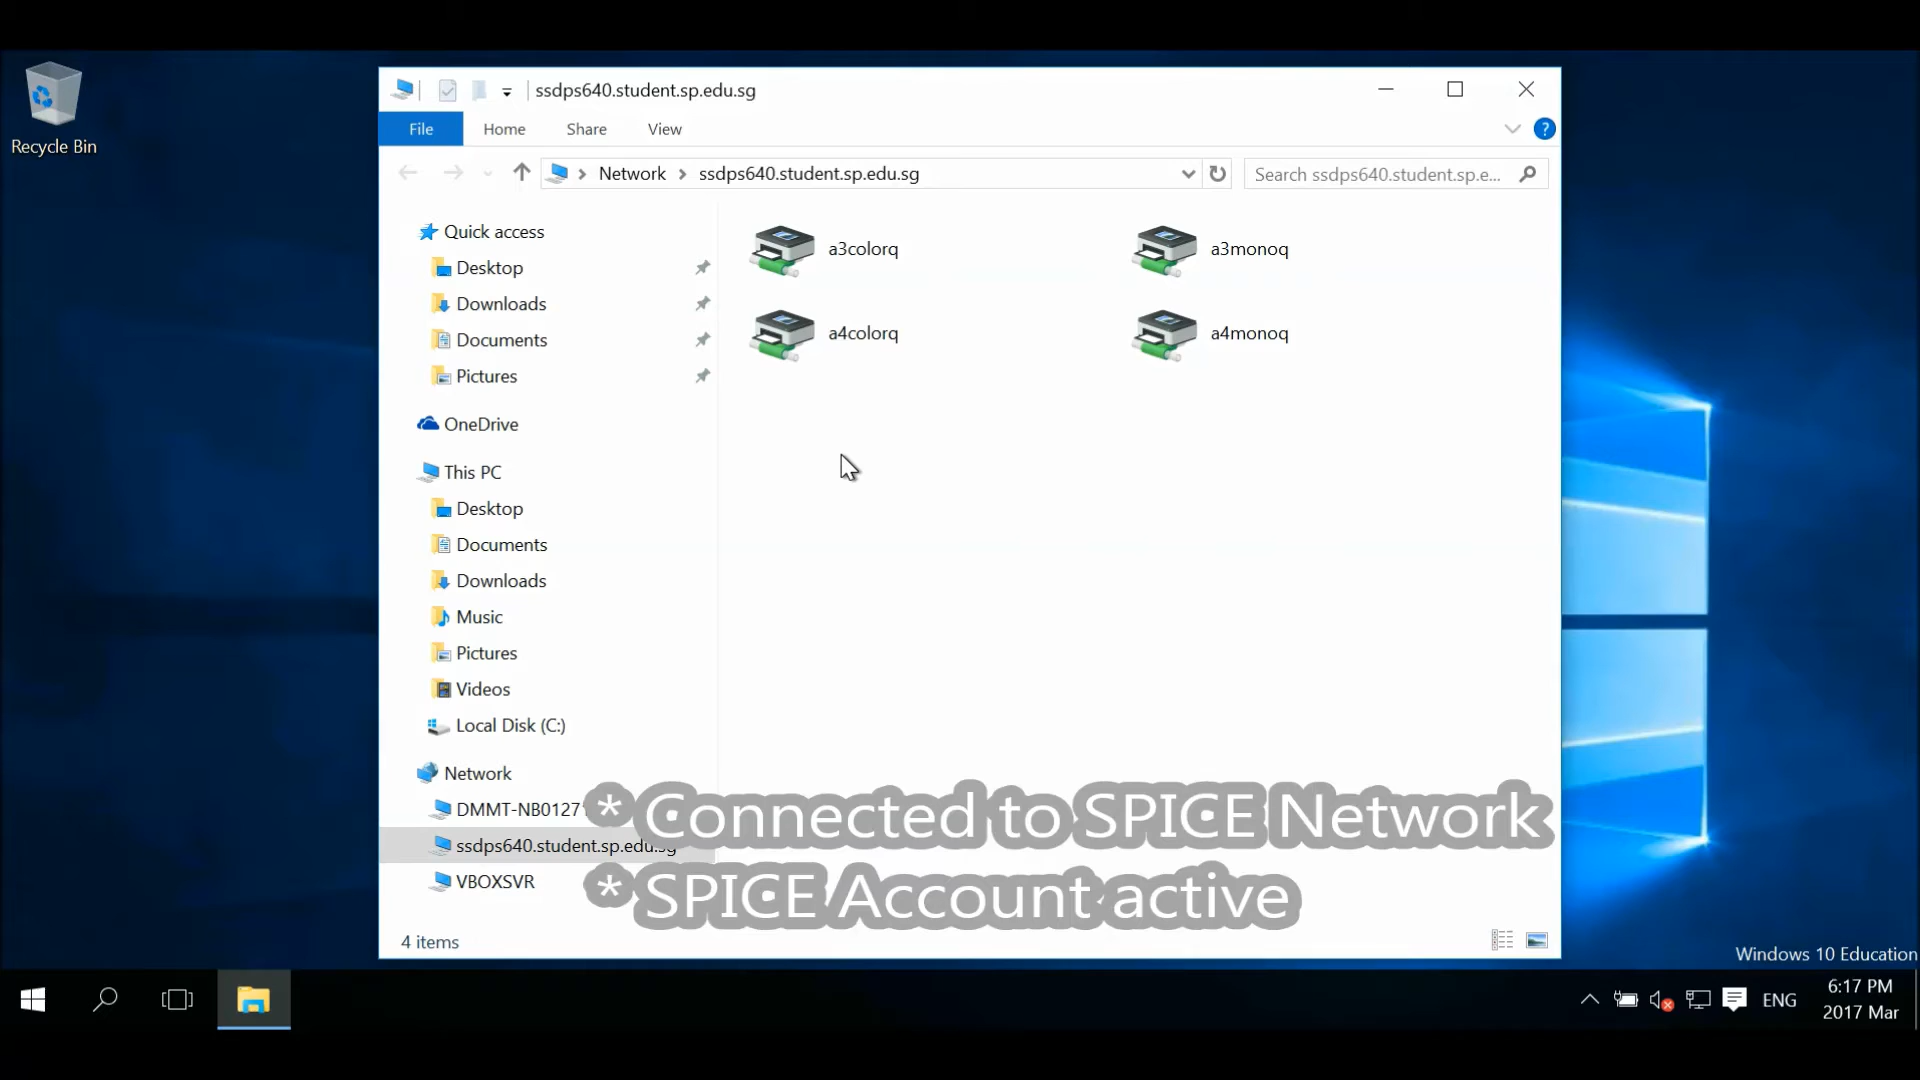 Recycle Bin
ssdps640.student.sp.edu.sg
File Home Share View
?
Network ssdps640.student.sp.edu.sg
Search ssdps640.student.sp.e...
Quick access
Desktop
Downloads
Documents
Pictures
OneDrive
This PC
Desktop
Documents
Downloads
Music
Pictures
Videos
Local Disk (C:)
Network
DMMT-NB0127
ssdps640.student.sp.edu.sg
VBOXSVR
a3colorq
a3monoq
a4colorq
a4monoq
* Connected to SPICE Network
* SPICE Account active
4 items
Windows 10 Education
ENG
6:17 PM
2017 Mar